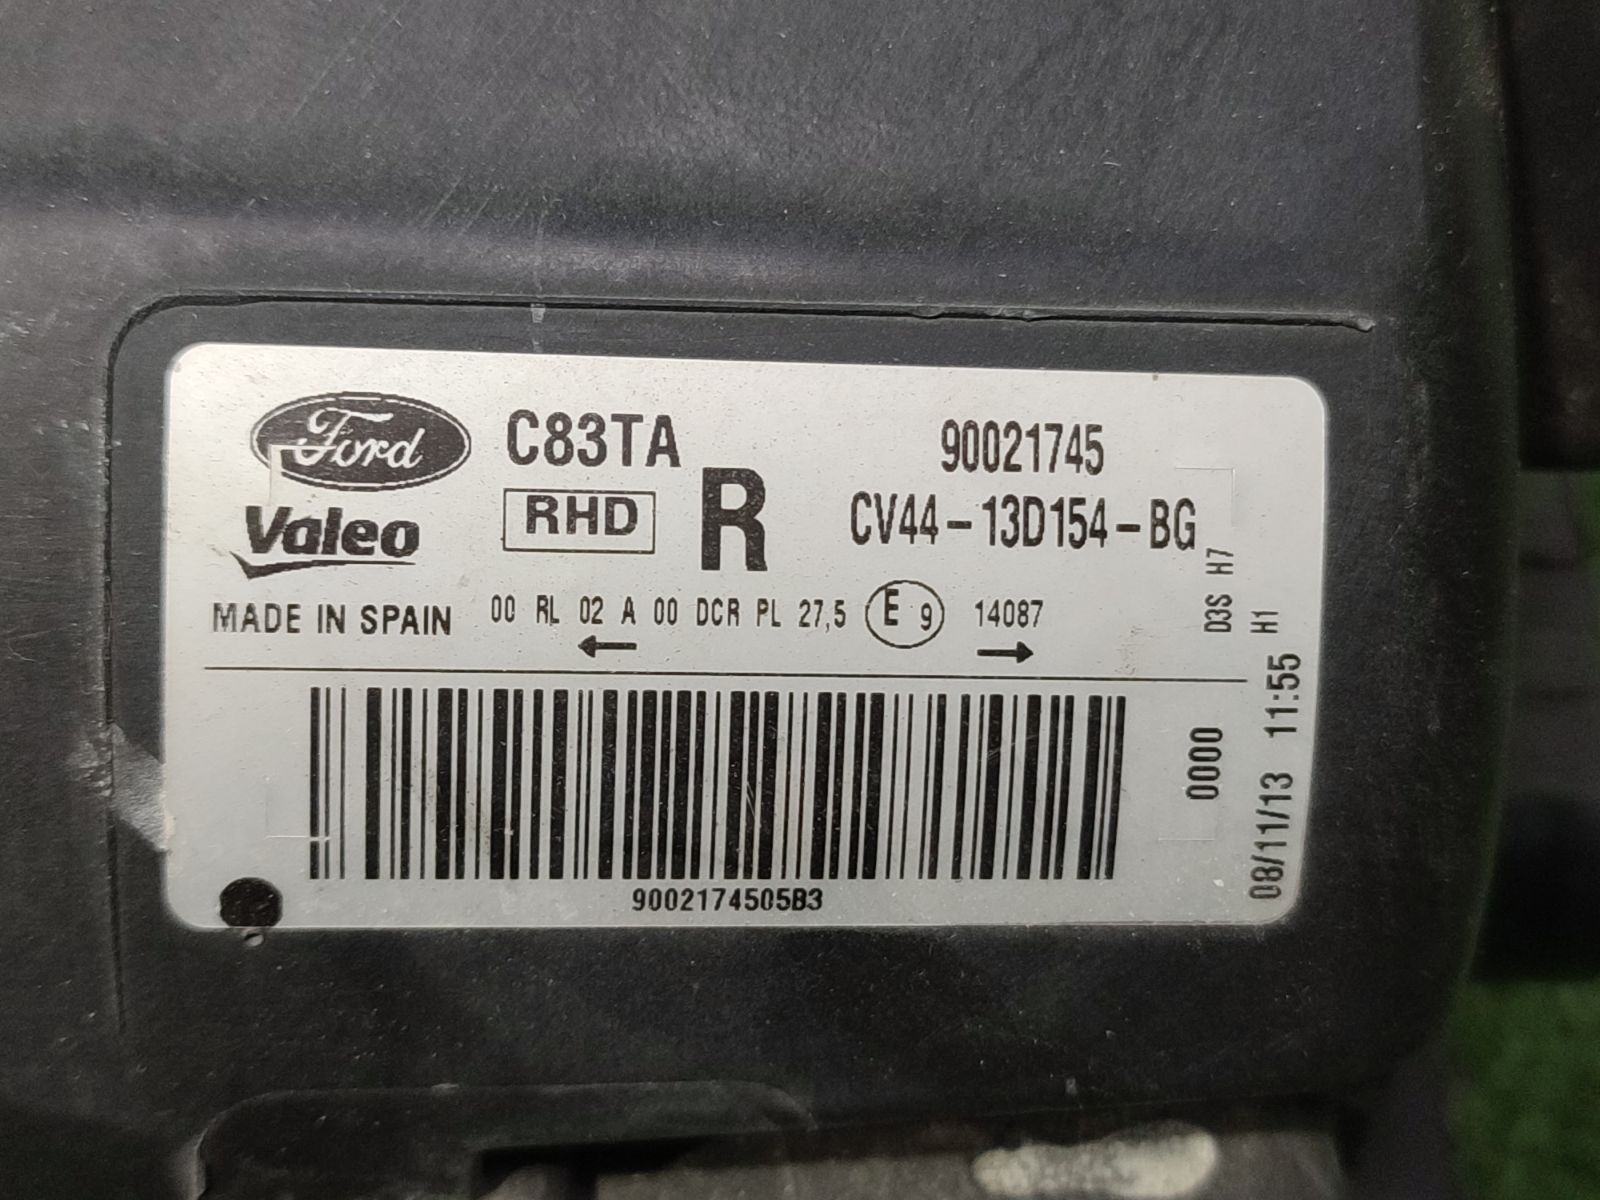 Ford
C83TA
90021745
Valeo
RHD
R
CV44-13D154-BG
MADE IN SPAIN
00 RL 02 A 00 DCR PL 27,5 E 9 14087
← →
D3S H7
H1
0000
08/11/13 11:55
9002174505B3